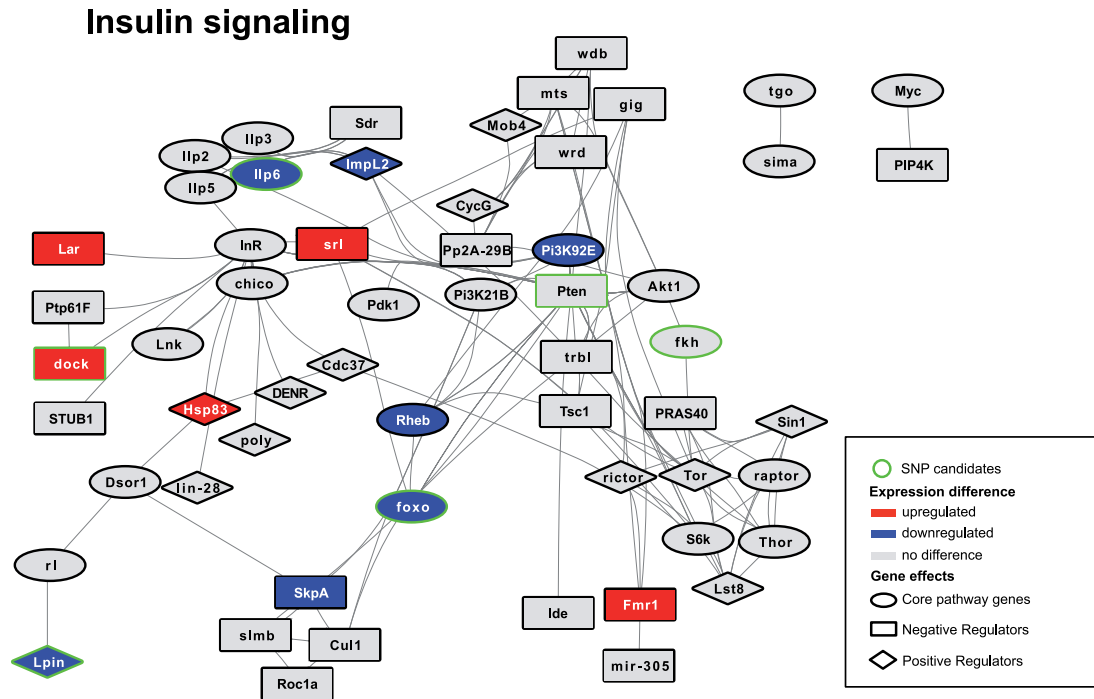 Insulin signaling
wdb
mts
gig
tgo
Myc
Sdr
Mob4
Ilp3
Ilp2
ImpL2
wrd
sima
PIP4K
Ilp6
Ilp5
CycG
Lar
InR
srl
Pp2A-29B
Pi3K92E
chico
Pi3K21B
Pten
Akt1
Ptp61F
Pdk1
Lnk
fkh
dock
Cdc37
trbl
DENR
STUB1
Hsp83
Rheb
Tsc1
PRAS40
Sin1
poly
Dsor1
lin-28
rictor
Tor
raptor
foxo
S6k
Thor
rl
SkpA
Ide
Fmr1
Lst8
slmb
Cul1
Lpin
Roc1a
mir-305
SNP candidates
Expression difference
upregulated
downregulated
no difference
Gene effects
Core pathway genes
Negative Regulators
Positive Regulators